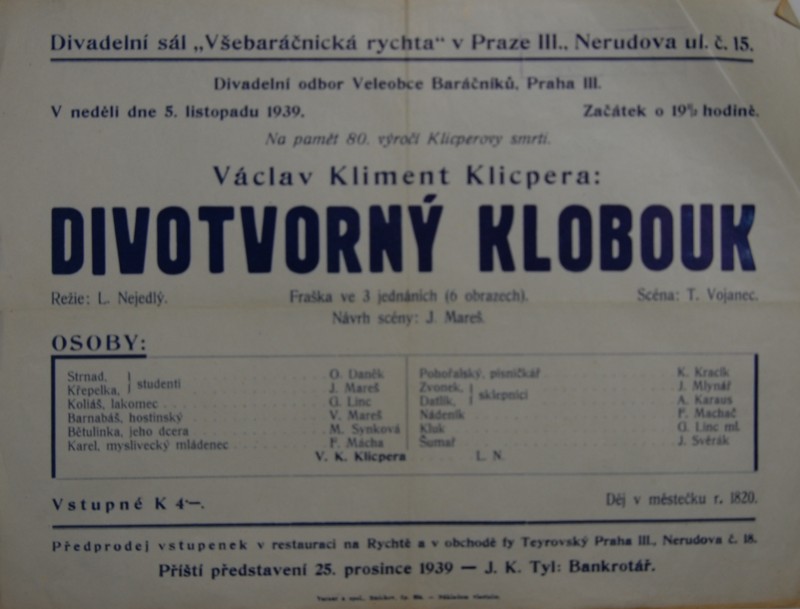 Divadelní sál „Všebaráčnická rychta" v Praze III., Nerudova ul. č. 15.
Divadelní odbor Veleobce Baráčníků, Praha III.
V neděli dne 5. listopadu 1939. Začátek o 19 hodině.
Na pamět 80. výročí Klicperovy smrti.
Václav Kliment Klicpera:
DIVOTVORNÝ KLOBOUK
Režie: L. Nejedlý. Fraška ve 3 jednáních (6 obrazech). Scéna: T. Vojanec.
Návrh scény: J. Mareš.
OSOBY:
Strnad, } studenti O. Daněk
Křepelka, J. Mareš
Koliáš, lakomec O. Linc
Barnabáš, hostinský V. Mareš
Bětulinka, jeho dcera M. Synková
Karel, myslivecký mládenec F. Mácha
Pohořalský, písničkář K. Kracík
Zvonek, } sklepníci J. Mlynář
Datlík, A. Karaus
Nádeník F. Machač
Kluk O. Linc ml.
Šumař J. Svěrák
V. K. Klicpera L. N.
Vstupné K 4·—. Děj v městečku r. 1820.
Předprodej vstupenek v restauraci na Rychtě a v obchodě fy Teyrovský Praha III., Nerudova č. 18.
Příští představení 25. prosince 1939 — J. K. Tyl: Bankrotář.